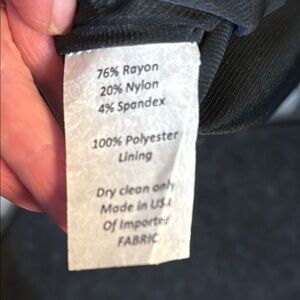 76% Rayon
20% Nylon
4% Spandex
100% Polyester
Lining
Dry clean only
Made in USA
Of Imported
FABRIC